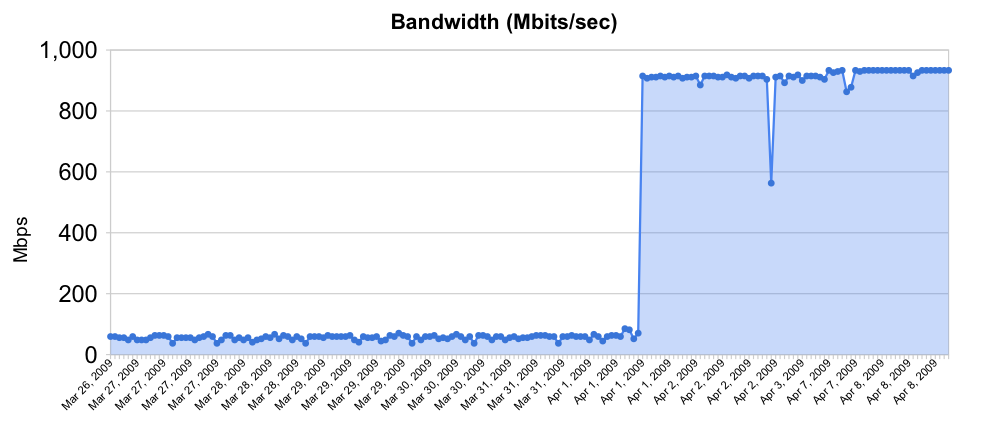 Bandwidth (Mbits/sec)
1,000
800
600
400
200
0
Mbps
Mar 26, 2009
Mar 27, 2009
Mar 27, 2009
Mar 27, 2009
Mar 27, 2009
Mar 28, 2009
Mar 28, 2009
Mar 28, 2009
Mar 29, 2009
Mar 29, 2009
Mar 29, 2009
Mar 30, 2009
Mar 30, 2009
Mar 30, 2009
Mar 31, 2009
Mar 31, 2009
Mar 31, 2009
Apr 1, 2009
Apr 1, 2009
Apr 1, 2009
Apr 1, 2009
Apr 2, 2009
Apr 2, 2009
Apr 2, 2009
Apr 2, 2009
Apr 3, 2009
Apr 7, 2009
Apr 7, 2009
Apr 8, 2009
Apr 8, 2009
Apr 8, 2009